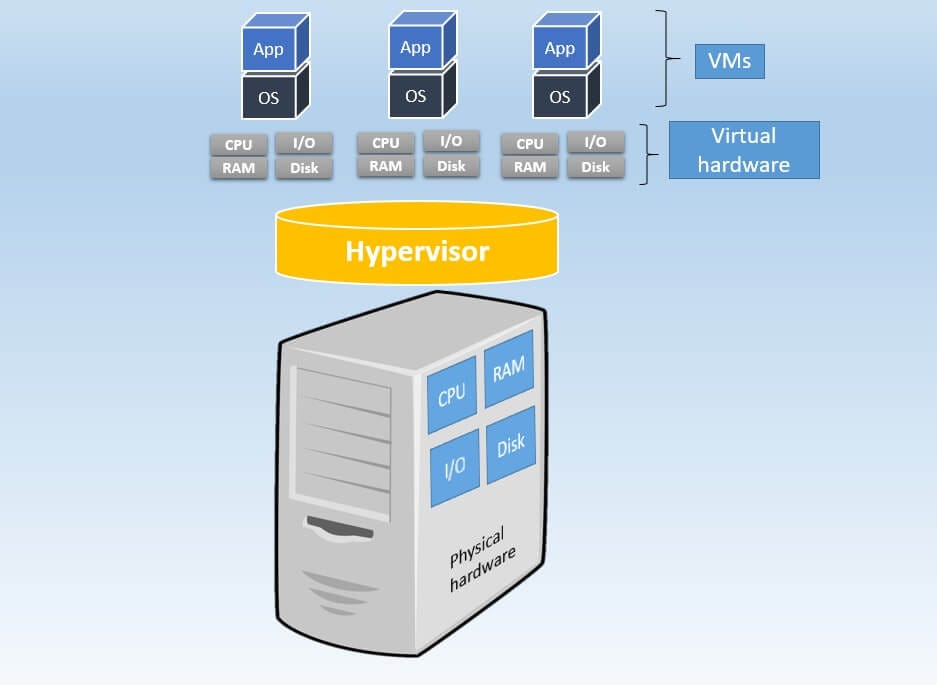 App
App
App
VMs
OS
OS
OS
CPU
I/O
CPU
I/O
CPU
I/O
Virtual
hardware
RAM
Disk
RAM
Disk
RAM
Disk
Hypervisor
CPU
RAM
I/O
Disk
Physical
hardware